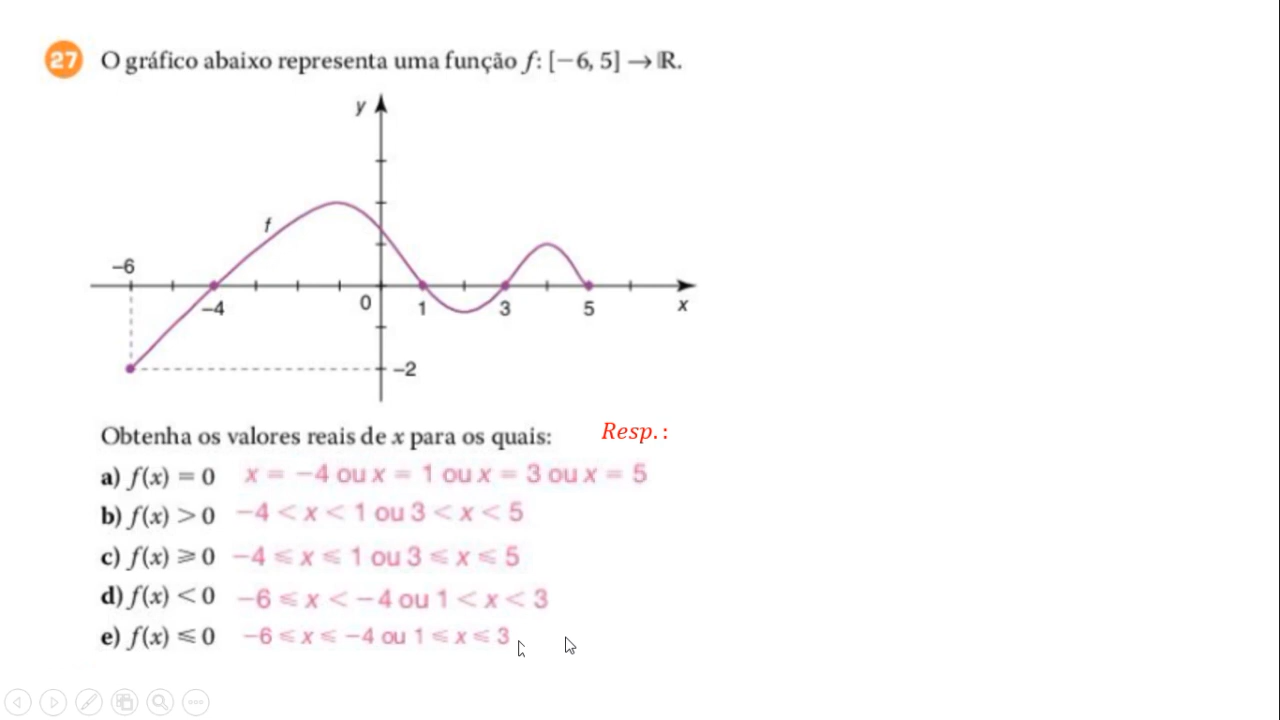 27 O gráfico abaixo representa uma função f: [−6, 5] → ℝ.
y
f
−6
−4
0
1
3
5
x
−2
Obtenha os valores reais de x para os quais: Resp.:
a) f(x) = 0 x = −4 ou x = 1 ou x = 3 ou x = 5
b) f(x) > 0 −4 < x < 1 ou 3 < x < 5
c) f(x) ⩾ 0 −4 ⩽ x ⩽ 1 ou 3 ⩽ x ⩽ 5
d) f(x) < 0 −6 ⩽ x < −4 ou 1 < x < 3
e) f(x) ⩽ 0 −6 ⩽ x ⩽ −4 ou 1 ⩽ x ⩽ 3